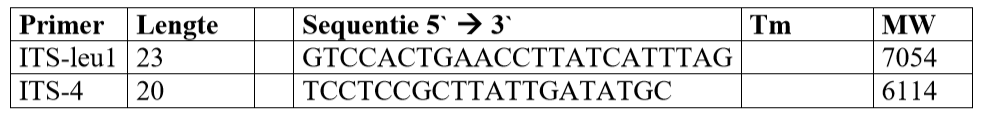 Primer Lengte Sequentie 5` → 3` Tm MW
ITS-leu1 23 GTCCACTGAACCTTATCATTTAG 7054
ITS-4 20 TCCTCCGCTTATTGATATGC 6114